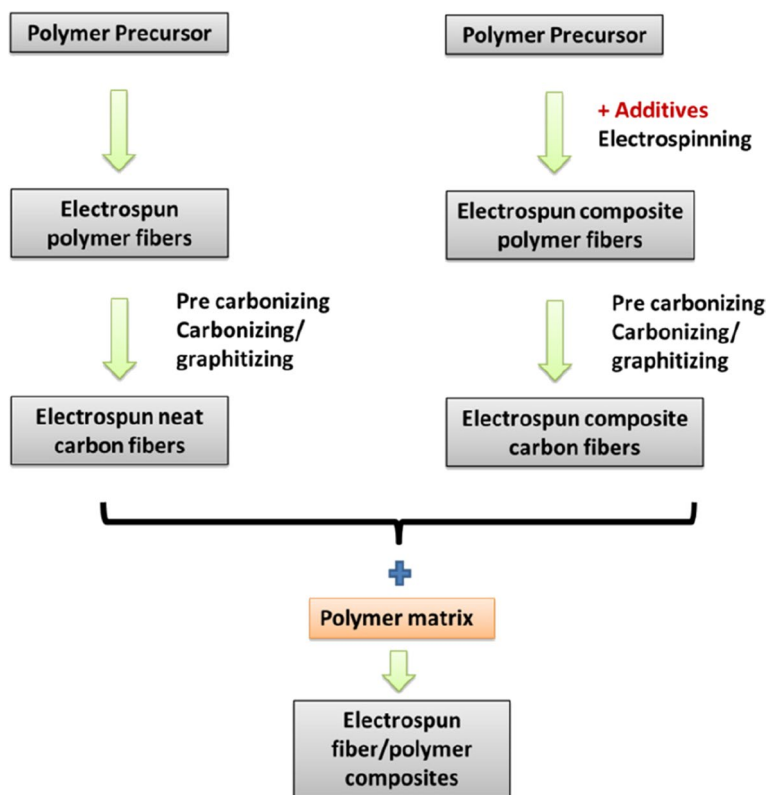 Polymer Precursor
Polymer Precursor
+ Additives
Electrospinning
Electrospun
polymer fibers
Electrospun composite
polymer fibers
Pre carbonizing
Carbonizing/
graphitizing
Pre carbonizing
Carbonizing/
graphitizing
Electrospun neat
carbon fibers
Electrospun composite
carbon fibers
+
Polymer matrix
Electrospun
fiber/polymer
composites